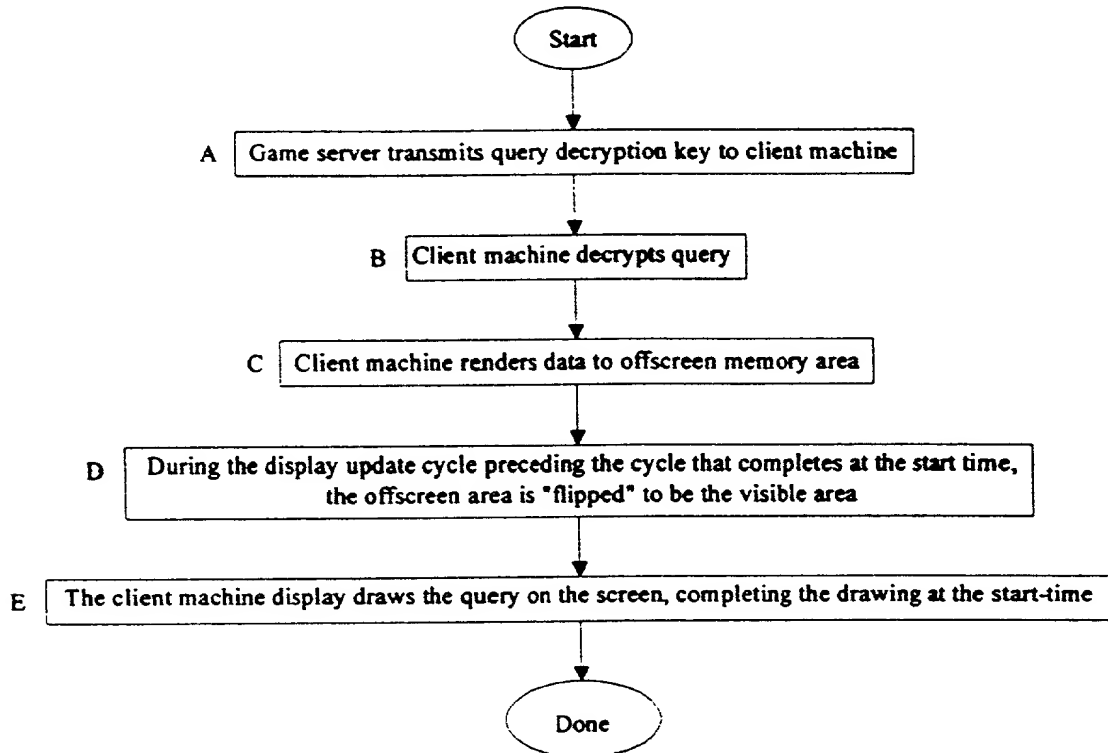 Start
A Game server transmits query decryption key to client machine
B Client machine decrypts query
C Client machine renders data to offscreen memory area
D During the display update cycle preceding the cycle that completes at the start time,
the offscreen area is "flipped" to be the visible area
E The client machine display draws the query on the screen, completing the drawing at the start-time
Done